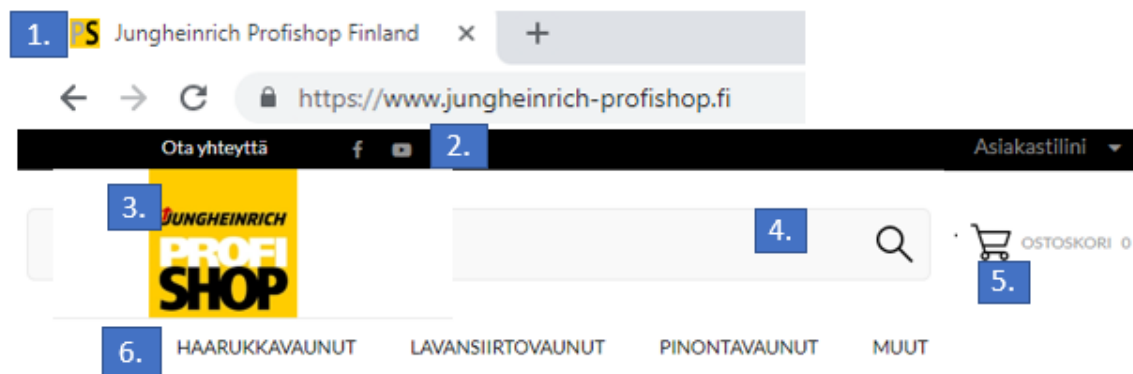 1. PS Jungheinrich Profishop Finland
https://www.jungheinrich-profishop.fi
Ota yhteyttä f 2. Asiakastilini
3. JUNGHEINRICH
PROFI
SHOP
4.
OSTOSKORI 0
5.
6. HAARUKKAVAUNUT LAVANSIIRTOVAUNUT PINONTAVAUNUT MUUT